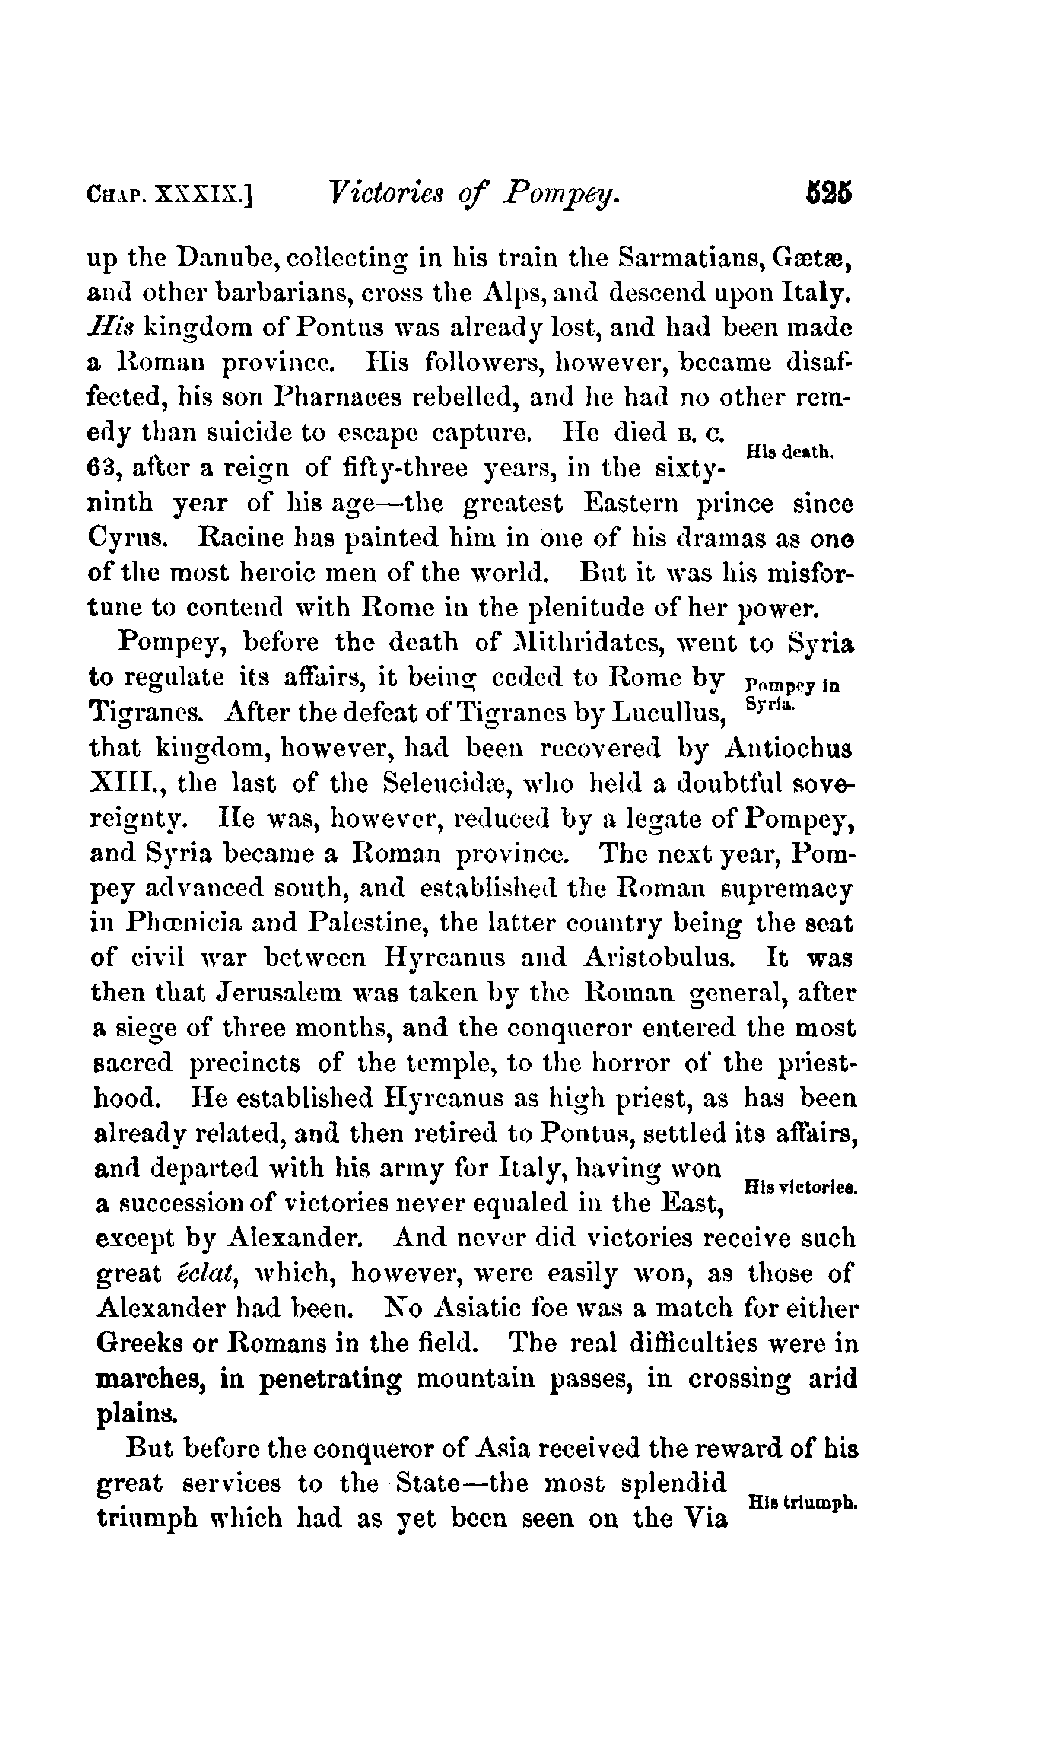 CHAP. XXXIX.] Victories of Pompey. 525
up the Danube, collecting in his train the Sarmatians, Gætæ,
and other barbarians, cross the Alps, and descend upon Italy.
His kingdom of Pontus was already lost, and had been made
a Roman province. His followers, however, became disaf-
fected, his son Pharnaces rebelled, and he had no other rem-
edy than suicide to escape capture. He died B. C.
His death.
63, after a reign of fifty-three years, in the sixty-
ninth year of his age—the greatest Eastern prince since
Cyrus. Racine has painted him in one of his dramas as one
of the most heroic men of the world. But it was his misfor-
tune to contend with Rome in the plenitude of her power.
Pompey, before the death of Mithridates, went to Syria
to regulate its affairs, it being ceded to Rome by
Pompey in
Syria.
Tigranes. After the defeat of Tigranes by Lucullus,
that kingdom, however, had been recovered by Antiochus
XIII., the last of the Seleucidæ, who held a doubtful sove-
reignty. He was, however, reduced by a legate of Pompey,
and Syria became a Roman province. The next year, Pom-
pey advanced south, and established the Roman supremacy
in Phœnicia and Palestine, the latter country being the seat
of civil war between Hyrcanus and Aristobulus. It was
then that Jerusalem was taken by the Roman general, after
a siege of three months, and the conqueror entered the most
sacred precincts of the temple, to the horror of the priest-
hood. He established Hyrcanus as high priest, as has been
already related, and then retired to Pontus, settled its affairs,
and departed with his army for Italy, having won
His victories.
a succession of victories never equaled in the East,
except by Alexander. And never did victories receive such
great éclat, which, however, were easily won, as those of
Alexander had been. No Asiatic foe was a match for either
Greeks or Romans in the field. The real difficulties were in
marches, in penetrating mountain passes, in crossing arid
plains.
But before the conqueror of Asia received the reward of his
great services to the State—the most splendid
His triumph.
triumph which had as yet been seen on the Via